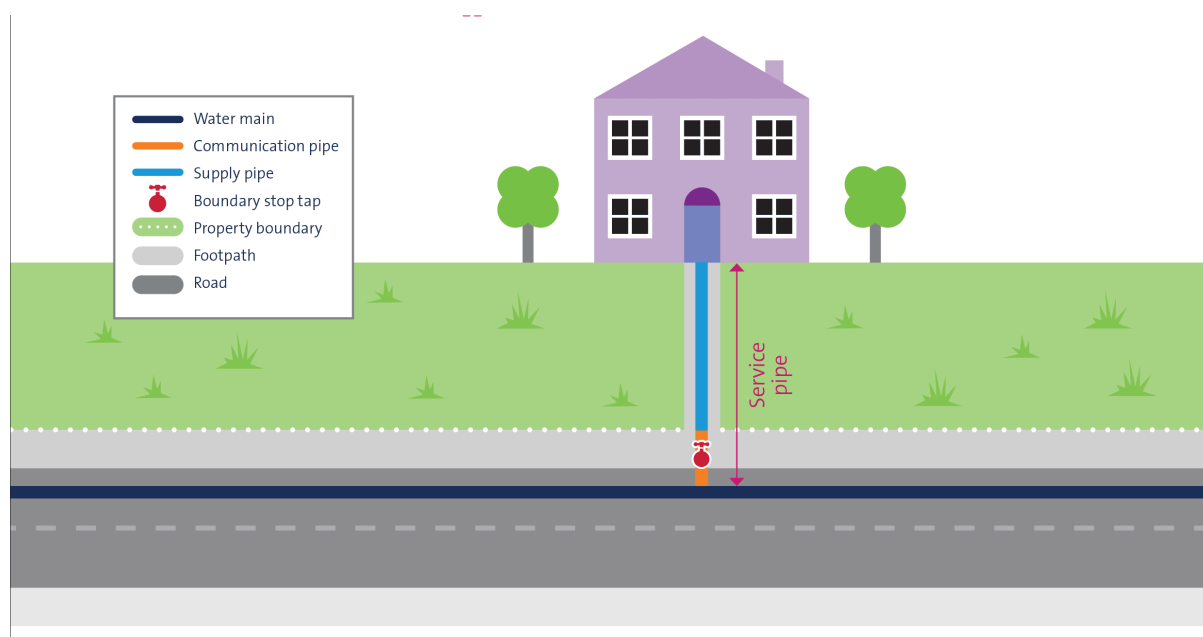 Water main
Communication pipe
Supply pipe
Boundary stop tap
Property boundary
Footpath
Road
Service
pipe